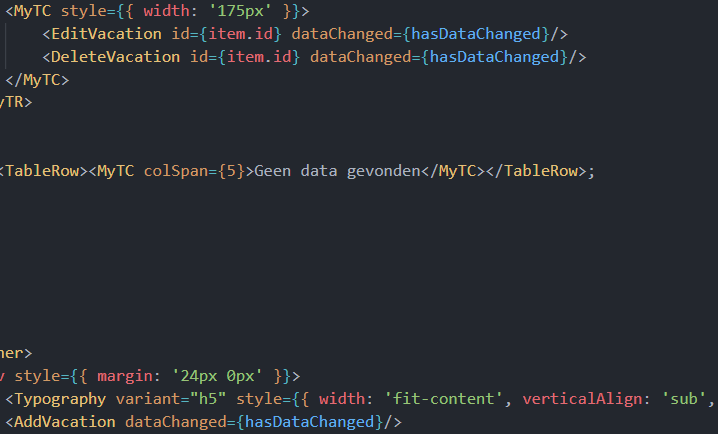 <MyTC style={{ width: '175px' }}>
<EditVacation id={item.id} dataChanged={hasDataChanged}/>
<DeleteVacation id={item.id} dataChanged={hasDataChanged}/>
</MyTC>
yTR>
<TableRow><MyTC colSpan={5}>Geen data gevonden</MyTC></TableRow>;
ner>
v style={{ margin: '24px 0px' }}>
<Typography variant="h5" style={{ width: 'fit-content', verticalAlign: 'sub',
<AddVacation dataChanged={hasDataChanged}/>